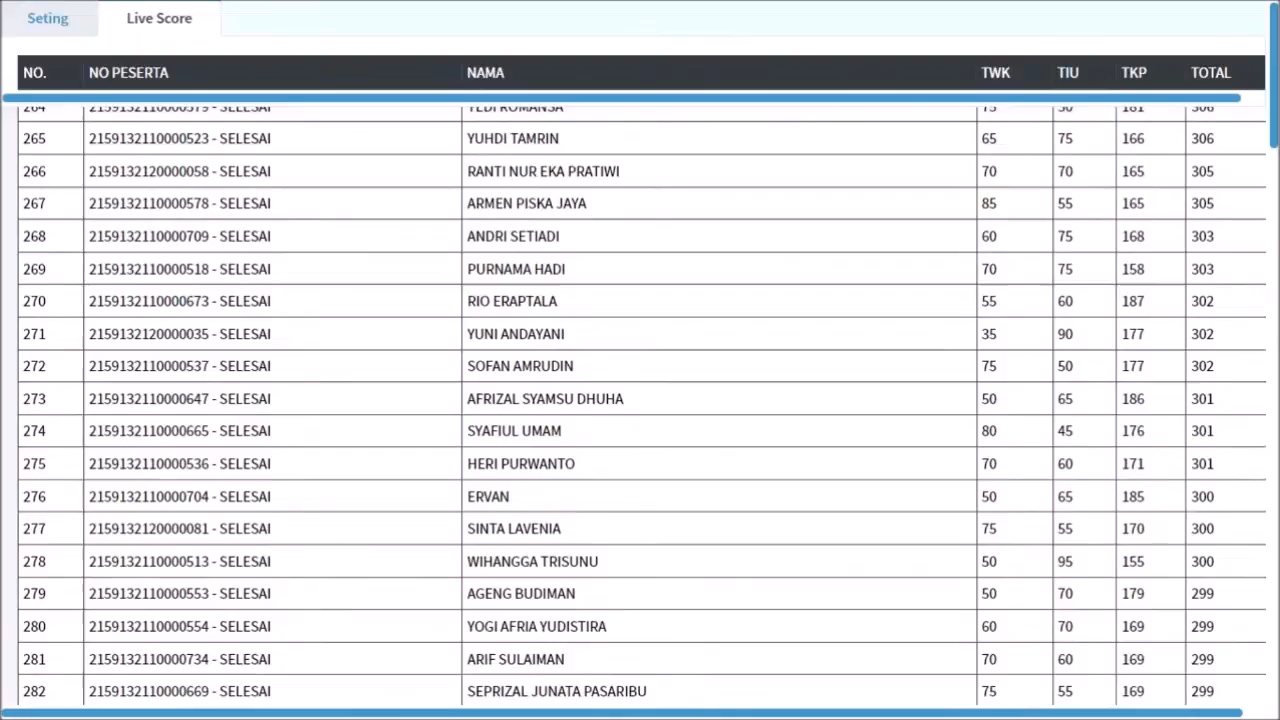 Seting Live Score
NO. NO PESERTA NAMA TWK TIU TKP TOTAL
264 2159132110000579 - SELESAI YEDI ROMANSA 75 50 181 306
265 2159132110000523 - SELESAI YUHDI TAMRIN 65 75 166 306
266 2159132120000058 - SELESAI RANTI NUR EKA PRATIWI 70 70 165 305
267 2159132110000578 - SELESAI ARMEN PISKA JAYA 85 55 165 305
268 2159132110000709 - SELESAI ANDRI SETIADI 60 75 168 303
269 2159132110000518 - SELESAI PURNAMA HADI 70 75 158 303
270 2159132110000673 - SELESAI RIO ERAPTALA 55 60 187 302
271 2159132120000035 - SELESAI YUNI ANDAYANI 35 90 177 302
272 2159132110000537 - SELESAI SOFAN AMRUDIN 75 50 177 302
273 2159132110000647 - SELESAI AFRIZAL SYAMSU DHUHA 50 65 186 301
274 2159132110000665 - SELESAI SYAFIUL UMAM 80 45 176 301
275 2159132110000536 - SELESAI HERI PURWANTO 70 60 171 301
276 2159132110000704 - SELESAI ERVAN 50 65 185 300
277 2159132120000081 - SELESAI SINTA LAVENIA 75 55 170 300
278 2159132110000513 - SELESAI WIHANGGA TRISUNU 50 95 155 300
279 2159132110000553 - SELESAI AGENG BUDIMAN 50 70 179 299
280 2159132110000554 - SELESAI YOGI AFRIA YUDISTIRA 60 70 169 299
281 2159132110000734 - SELESAI ARIF SULAIMAN 70 60 169 299
282 2159132110000669 - SELESAI SEPRIZAL JUNATA PASARIBU 75 55 169 299